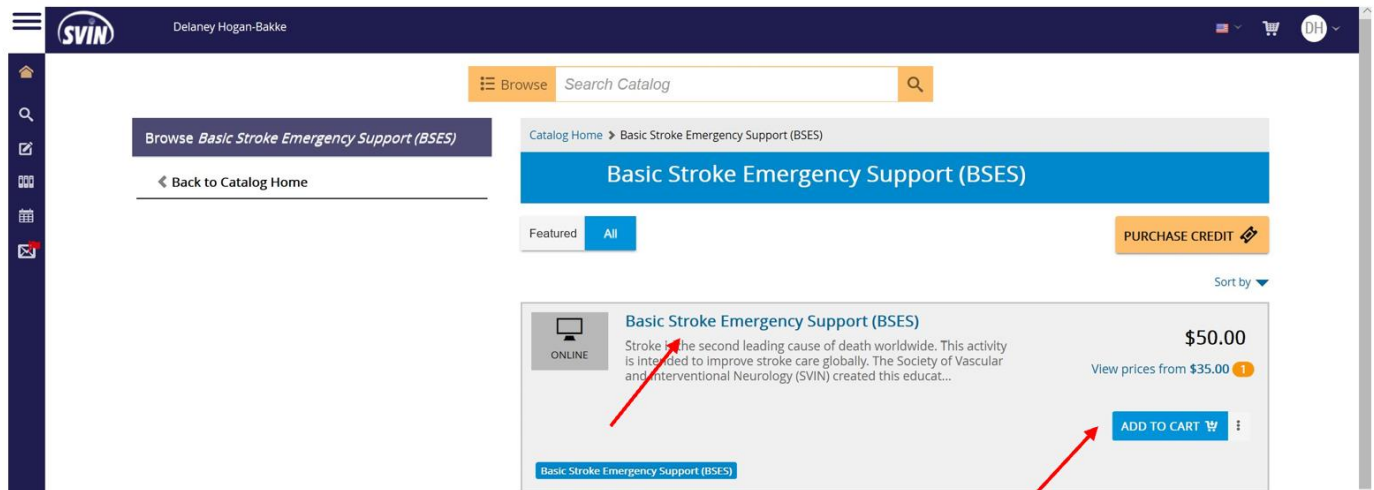 SVIN
Delaney Hogan-Bakke
DH
Browse Search Catalog
Browse Basic Stroke Emergency Support (BSES)
Back to Catalog Home
Catalog Home > Basic Stroke Emergency Support (BSES)
Basic Stroke Emergency Support (BSES)
Featured All
PURCHASE CREDIT
Sort by
ONLINE
Basic Stroke Emergency Support (BSES)
Stroke is the second leading cause of death worldwide. This activity
is intended to improve stroke care globally. The Society of Vascular
and Interventional Neurology (SVIN) created this educat...
$50.00
View prices from $35.00 1
ADD TO CART
Basic Stroke Emergency Support (BSES)